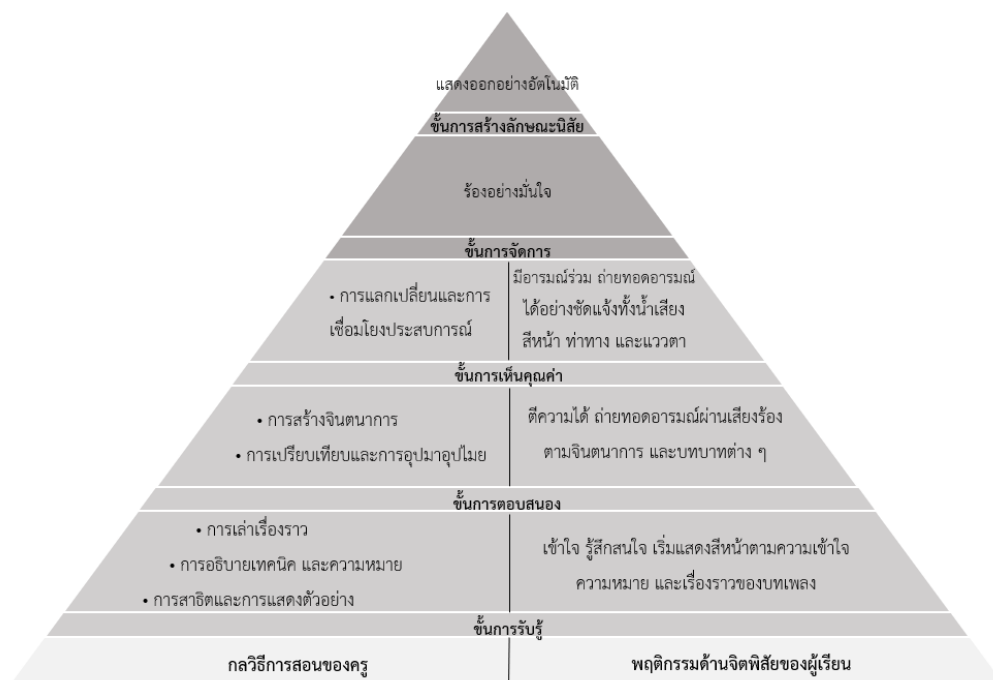 แสดงออกอย่างอัตโนมัติ
ขั้นการสร้างลักษณะนิสัย
ร้องอย่างมั่นใจ
ขั้นการจัดการ
• การแลกเปลี่ยนและการ
เชื่อมโยงประสบการณ์
มีอารมณ์ร่วม ถ่ายทอดอารมณ์
ได้อย่างชัดแจ้งทั้งน้ำเสียง
สีหน้า ท่าทาง และแววตา
ขั้นการเห็นคุณค่า
• การสร้างจินตนาการ
• การเปรียบเทียบและการอุปมาอุปไมย
ตีความได้ ถ่ายทอดอารมณ์ผ่านเสียงร้อง
ตามจินตนาการ และบทบาทต่าง ๆ
ขั้นการตอบสนอง
• การเล่าเรื่องราว
• การอธิบายเทคนิค และความหมาย
• การสาธิตและการแสดงตัวอย่าง
เข้าใจ รู้สึกสนใจ เริ่มแสดงสีหน้าตามความเข้าใจ
ความหมาย และเรื่องราวของบทเพลง
ขั้นการรับรู้
กลวิธีการสอนของครู
พฤติกรรมด้านจิตพิสัยของผู้เรียน